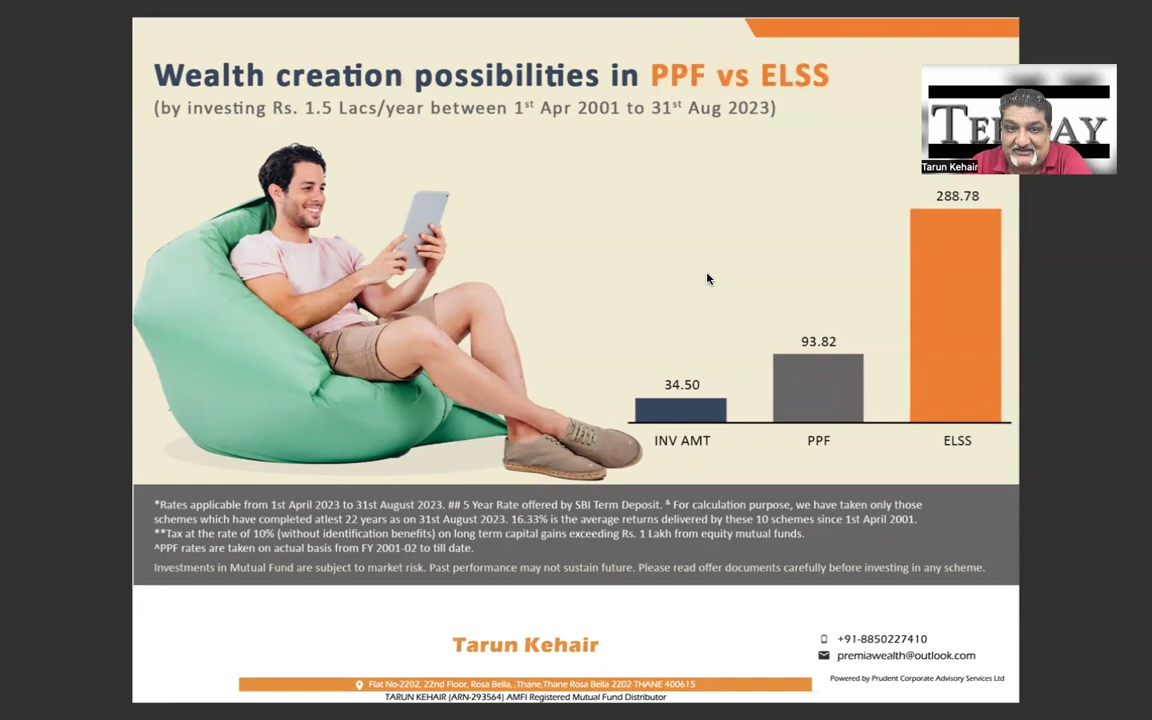 Wealth creation possibilities in PPF vs ELSS
(by investing Rs. 1.5 Lacs/year between 1st Apr 2001 to 31st Aug 2023)
Tarun Kehair
288.78
93.82
34.50
INV AMT
PPF
ELSS
*Rates applicable from 1st April 2023 to 31st August 2023. ## 5 Year Rate offered by SBI Term Deposit. & For calculation purpose, we have taken only those
schemes which have completed atlest 22 years as on 31st August 2023. 16.33% is the average returns delivered by these 10 schemes since 1st April 2001.
**Tax at the rate of 10% (without identification benefits) on long term capital gains exceeding Rs. 1 Lakh from equity mutual funds.
^PPF rates are taken on actual basis from FY 2001-02 to till date.
Investments in Mutual Fund are subject to market risk. Past performance may not sustain future. Please read offer documents carefully before investing in any scheme.
Tarun Kehair
+91-8850227410
premiawealth@outlook.com
Powered by Prudent Corporate Advisory Services Ltd
Flat No-2202, 22nd Floor, Rosa Bella, ,Thane,Thane Rosa Bella 2202 THANE 400615
TARUN KEHAIR (ARN-293564) AMFI Registered Mutual Fund Distributor